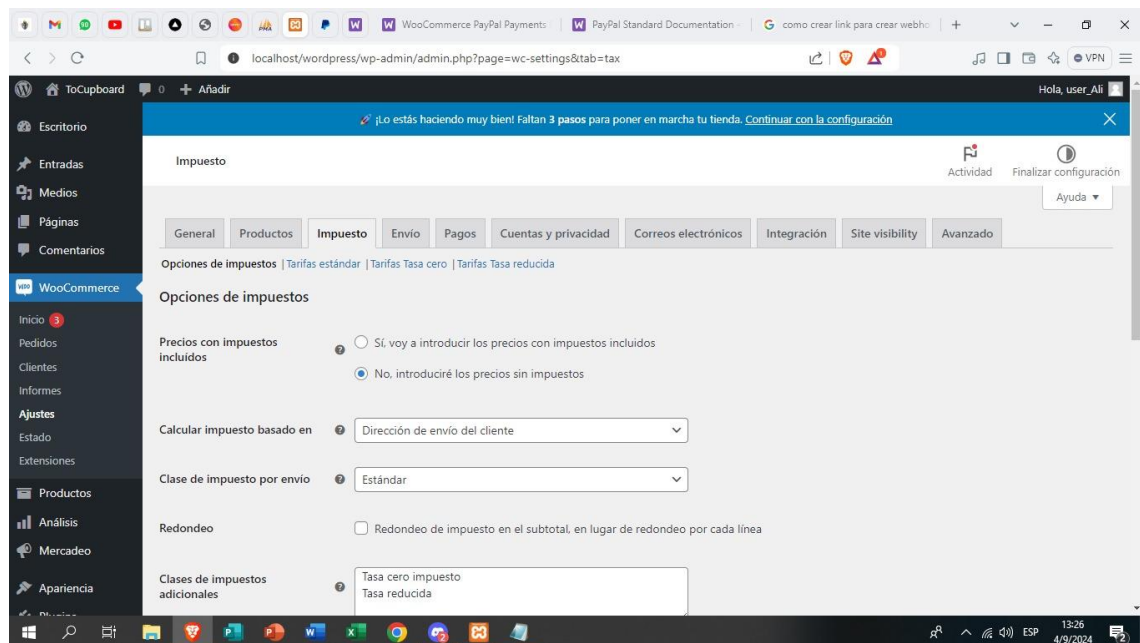 WooCommerce PayPal Payments
PayPal Standard Documentation -
como crear link para crear webho
localhost/wordpress/wp-admin/admin.php?page=wc-settings&tab=tax
VPN
ToCupboard 0 + Añadir
Hola, user_Ali
¡Lo estás haciendo muy bien! Faltan 3 pasos para poner en marcha tu tienda. Continuar con la configuración
Escritorio
Entradas
Medios
Páginas
Comentarios
WooCommerce
Inicio 3
Pedidos
Clientes
Informes
Ajustes
Estado
Extensiones
Productos
Análisis
Mercadeo
Apariencia
Impuesto
Actividad
Finalizar configuración
Ayuda
General Productos Impuesto Envío Pagos Cuentas y privacidad Correos electrónicos Integración Site visibility Avanzado
Opciones de impuestos | Tarifas estándar | Tarifas Tasa cero | Tarifas Tasa reducida
Opciones de impuestos
Precios con impuestos incluídos
Sí, voy a introducir los precios con impuestos incluidos
No, introduciré los precios sin impuestos
Calcular impuesto basado en
Dirección de envío del cliente
Clase de impuesto por envío
Estándar
Redondeo
Redondeo de impuesto en el subtotal, en lugar de redondeo por cada línea
Clases de impuestos adicionales
Tasa cero impuesto
Tasa reducida
ESP
13:26
4/9/2024